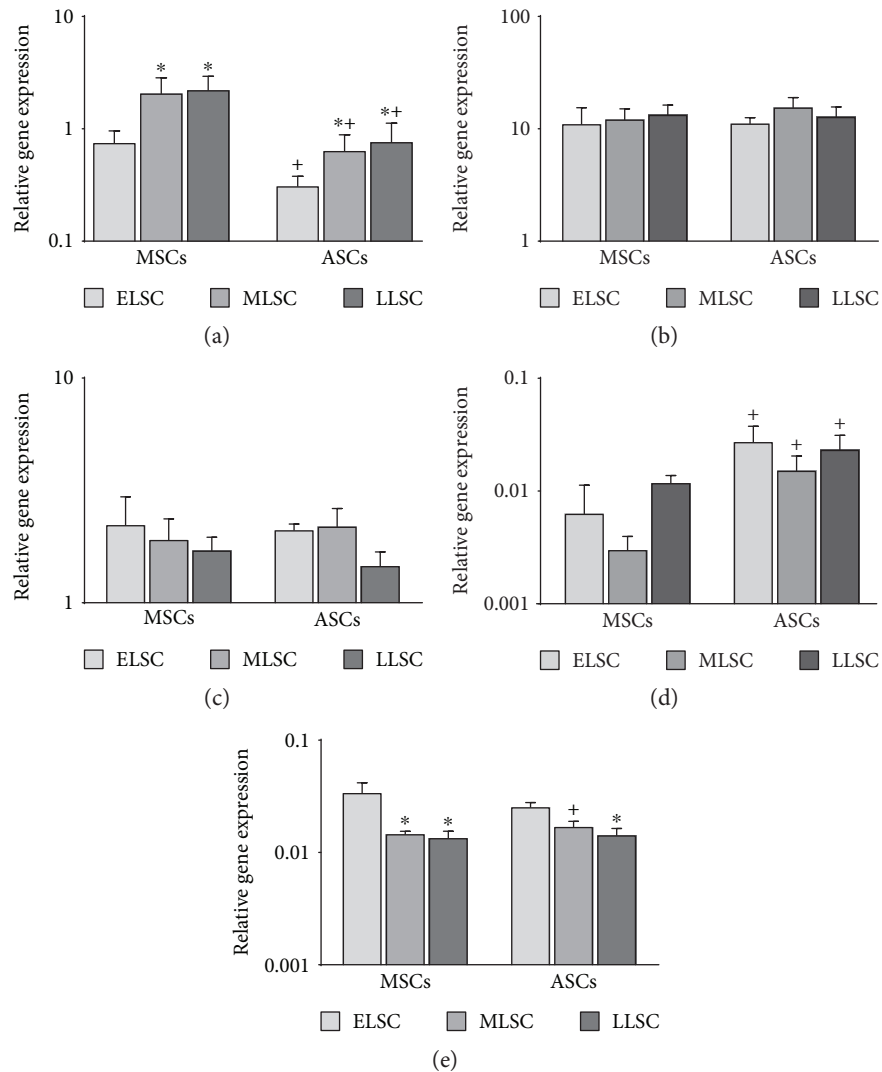 Relative gene expression
10
1
0.1
* *
+ *+ *+
MSCs ASCs
ELSC MLSC LLSC
(a)
Relative gene expression
100
10
1
MSCs ASCs
ELSC MLSC LLSC
(b)
Relative gene expression
10
1
MSCs ASCs
ELSC MLSC LLSC
(c)
Relative gene expression
0.1
0.01
0.001
+ + +
MSCs ASCs
ELSC MLSC LLSC
(d)
Relative gene expression
0.1
0.01
0.001
* * + *
MSCs ASCs
ELSC MLSC LLSC
(e)